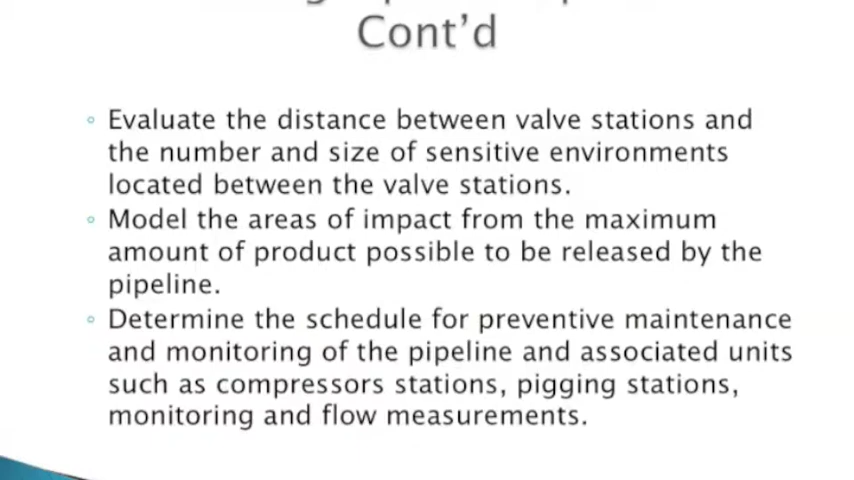 Cont’d
◦ Evaluate the distance between valve stations and
the number and size of sensitive environments
located between the valve stations.
◦ Model the areas of impact from the maximum
amount of product possible to be released by the
pipeline.
◦ Determine the schedule for preventive maintenance
and monitoring of the pipeline and associated units
such as compressors stations, pigging stations,
monitoring and flow measurements.